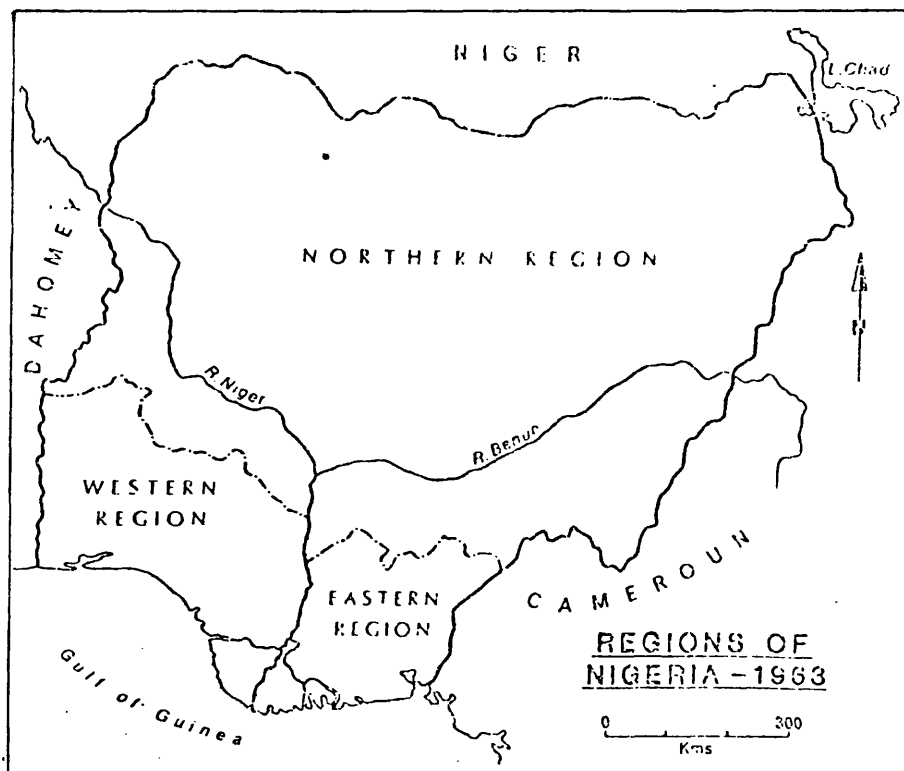 NIGER
L. Chad
DAHOMEY
NORTHERN REGION
N
R. Niger
R. Benue
WESTERN
REGION
CAMEROUN
EASTERN
REGION
Gulf of Guinea
REGIONS OF
NIGERIA - 1963
0 300
Kms